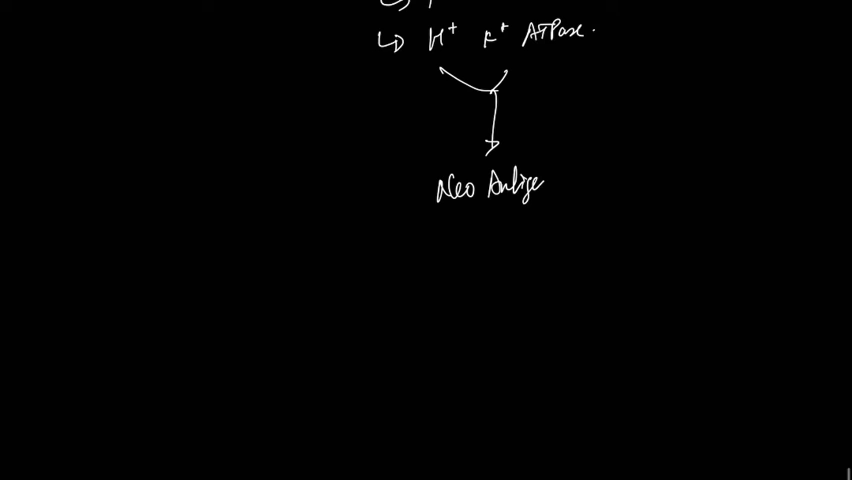 ↳ H⁺ K⁺ ATPase.
Neo Antige